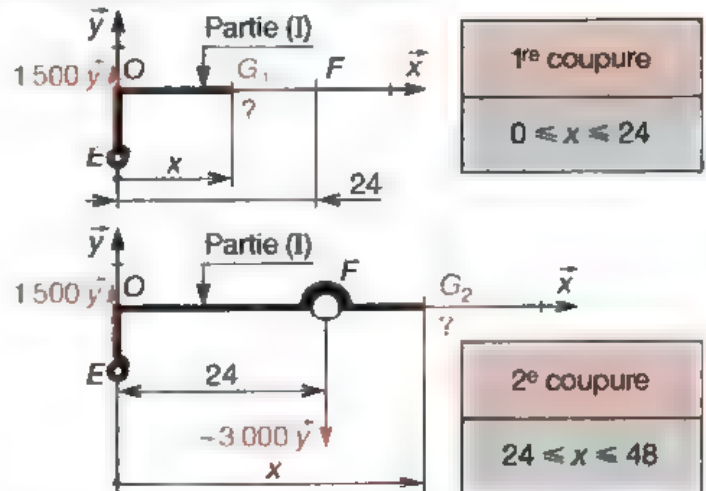 y⃗
Partie (I)
1 500 y⃗
O
G₁
F
x⃗
?
E
x
24
1ʳᵉ coupure
0 ⩽ x ⩽ 24
y⃗
Partie (I)
F
1 500 y⃗
O
G₂
x⃗
?
E
24
−3 000 y⃗
x
2ᵉ coupure
24 ⩽ x ⩽ 48